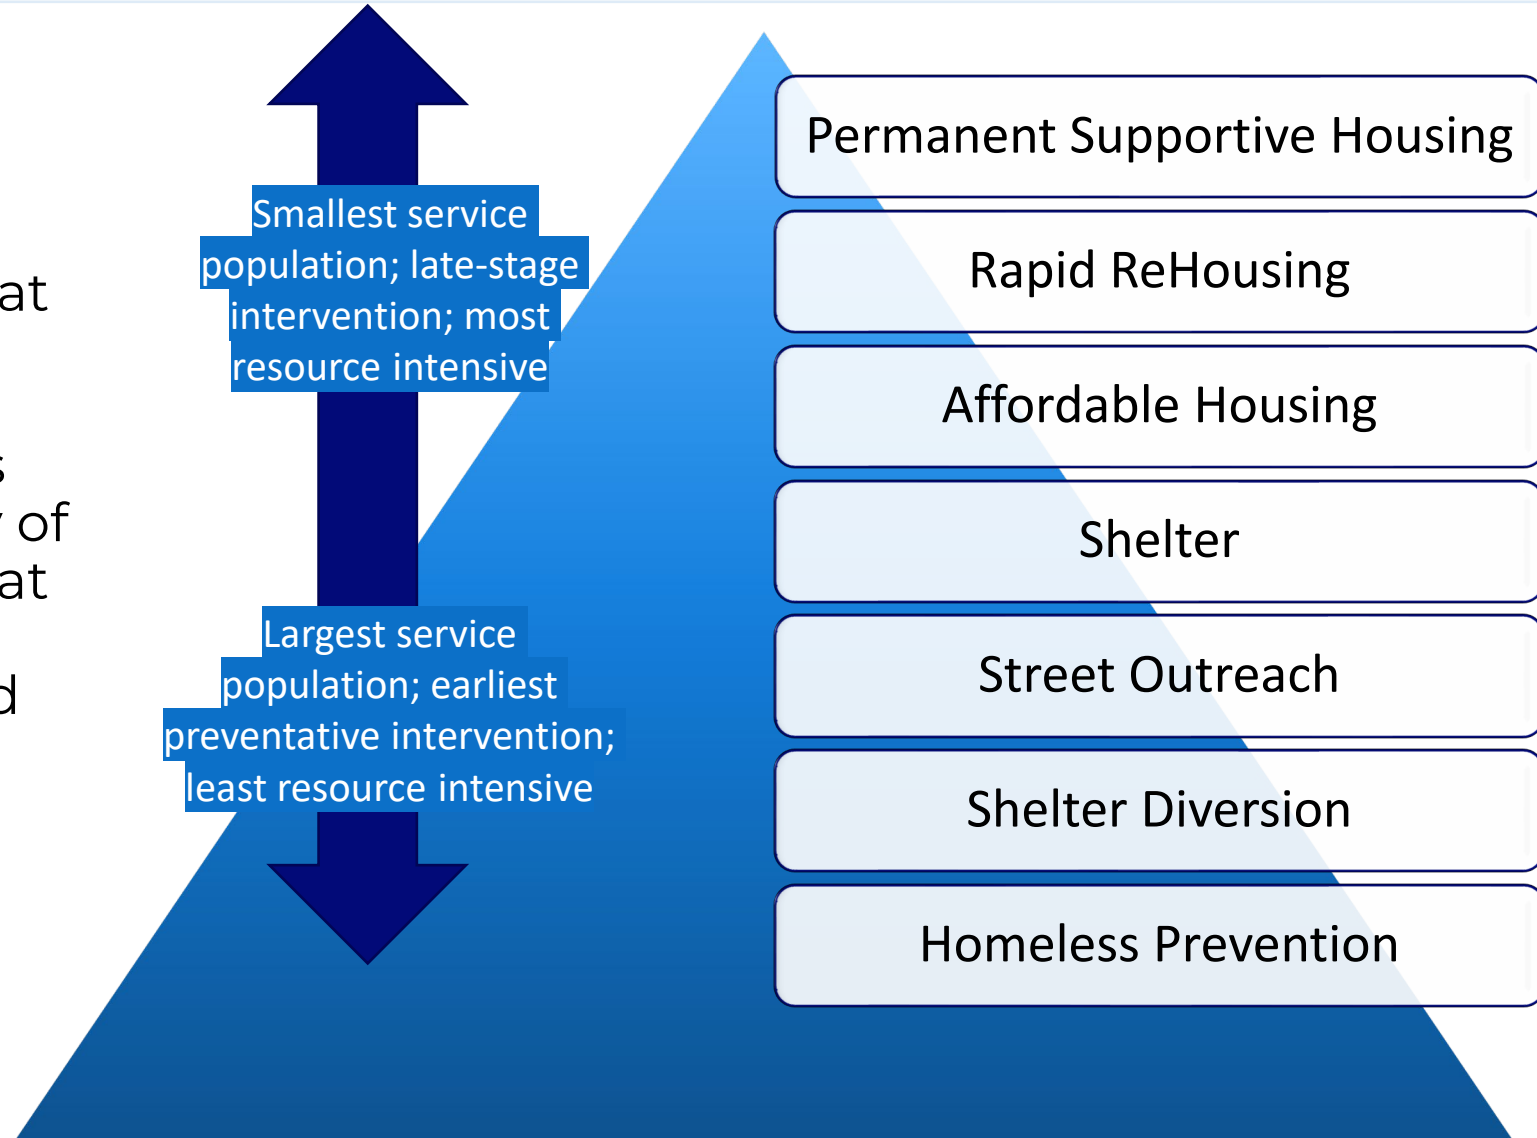 at
s
of
at
d
Smallest service
population; late-stage
intervention; most
resource intensive
Largest service
population; earliest
preventative intervention;
least resource intensive
Permanent Supportive Housing
Rapid ReHousing
Affordable Housing
Shelter
Street Outreach
Shelter Diversion
Homeless Prevention